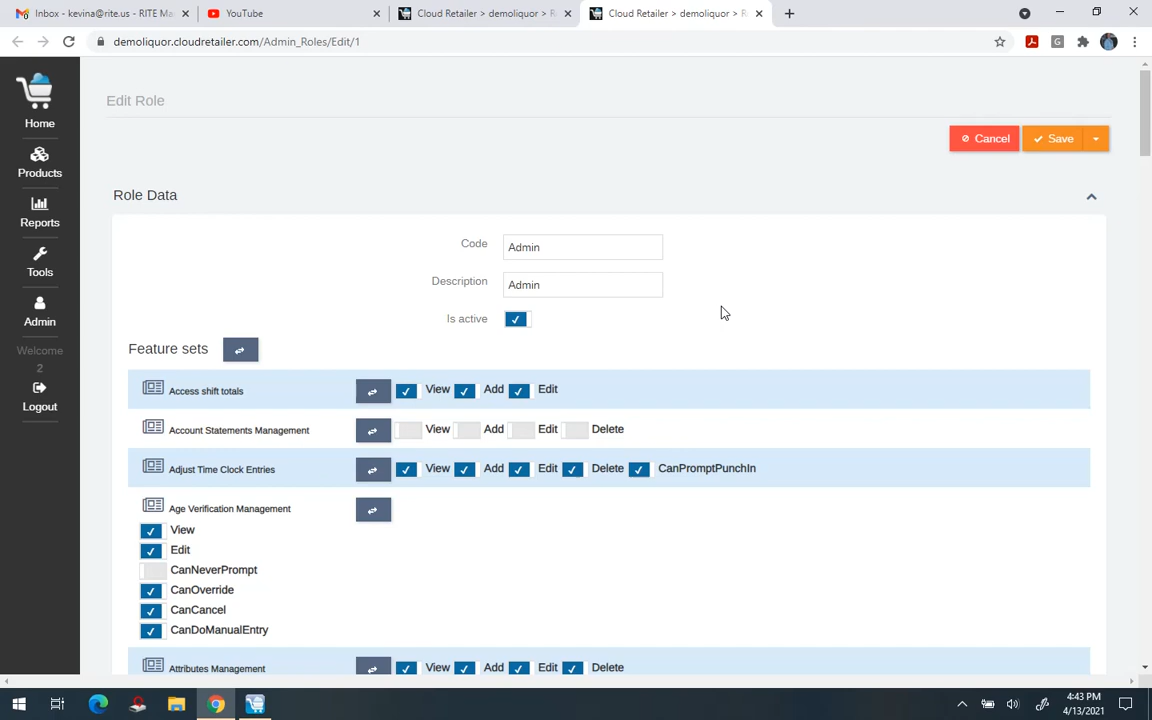 Inbox - kevina@rite.us - RITE Ma
YouTube
Cloud Retailer > demoliquor > R
Cloud Retailer > demoliquor > R
demoliquor.cloudretailer.com/Admin_Roles/Edit/1
Home
Products
Reports
Tools
Admin
Welcome
2
Logout
Edit Role
Cancel
Save
Role Data
Code
Admin
Description
Admin
Is active
Feature sets
Access shift totals View Add Edit
Account Statements Management View Add Edit Delete
Adjust Time Clock Entries View Add Edit Delete CanPromptPunchIn
Age Verification Management
View
Edit
CanNeverPrompt
CanOverride
CanCancel
CanDoManualEntry
Attributes Management View Add Edit Delete
4:43 PM
4/13/2021